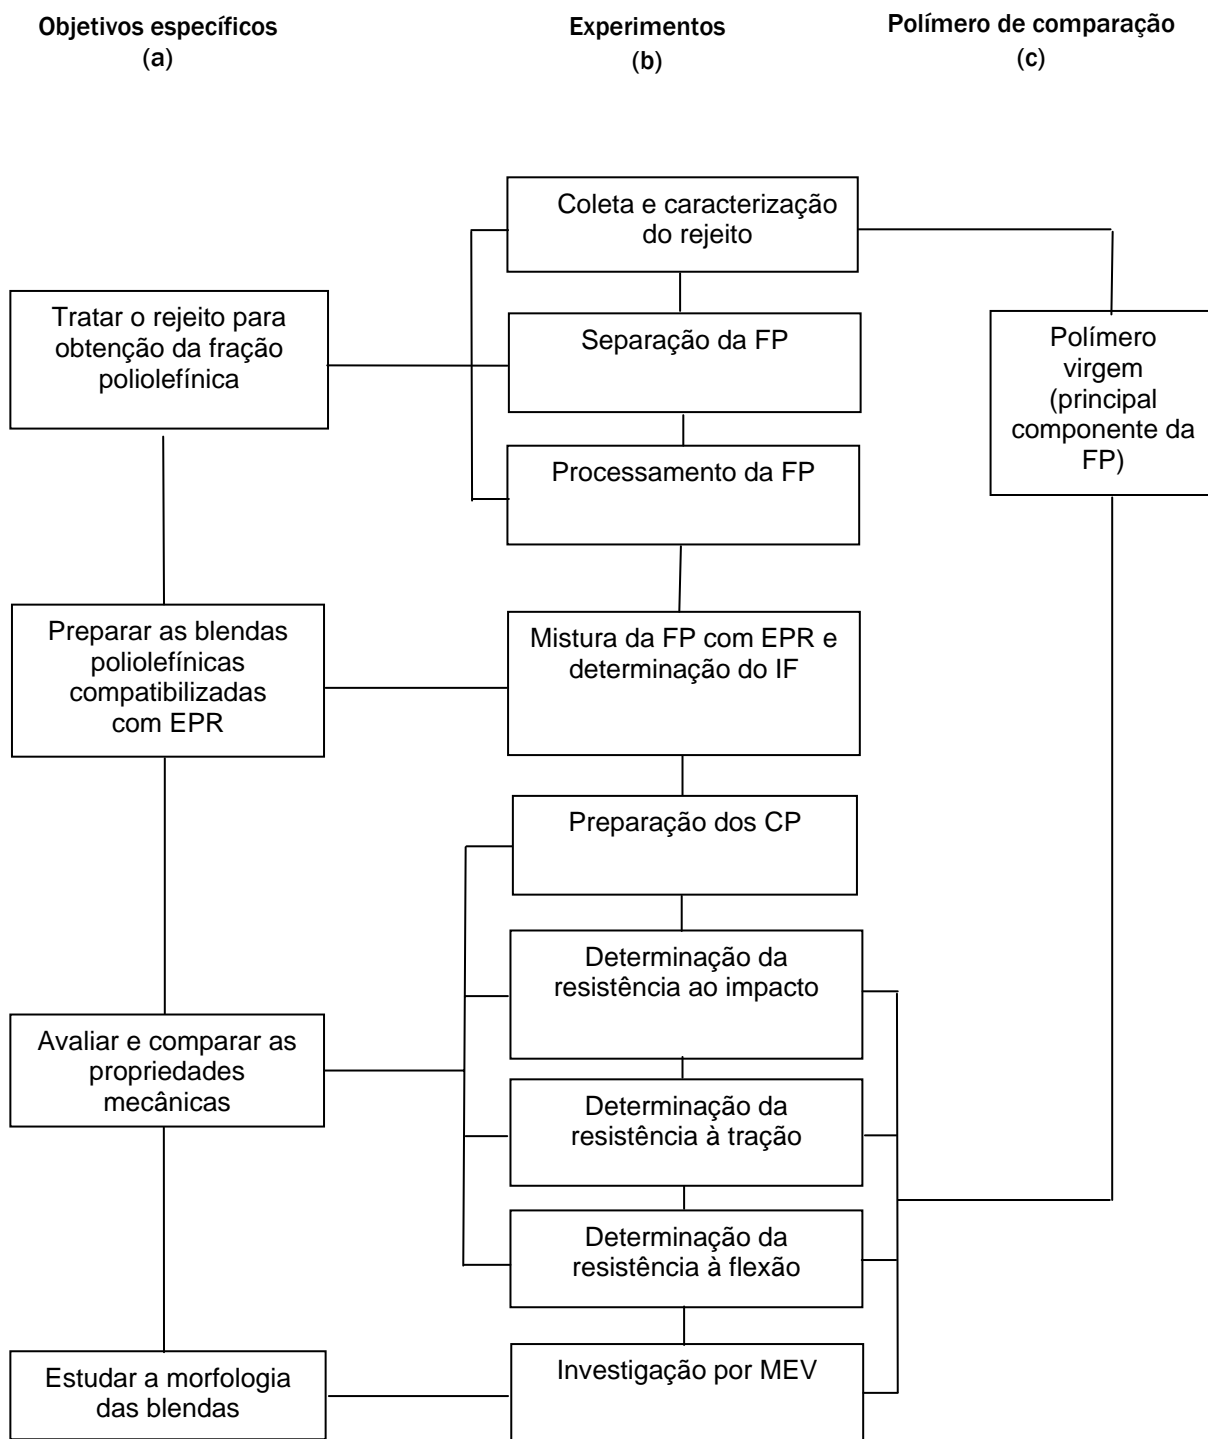 Objetivos específicos
(a)
Experimentos
(b)
Polímero de comparação
(c)
Coleta e caracterização
do rejeito
Tratar o rejeito para
obtenção da fração
poliolefínica
Separação da FP
Polímero
virgem
(principal
componente da
FP)
Processamento da FP
Preparar as blendas
poliolefínicas
compatibilizadas
com EPR
Mistura da FP com EPR e
determinação do IF
Preparação dos CP
Determinação da
resistência ao impacto
Avaliar e comparar as
propriedades
mecânicas
Determinação da
resistência à tração
Determinação da
resistência à flexão
Estudar a morfologia
das blendas
Investigação por MEV